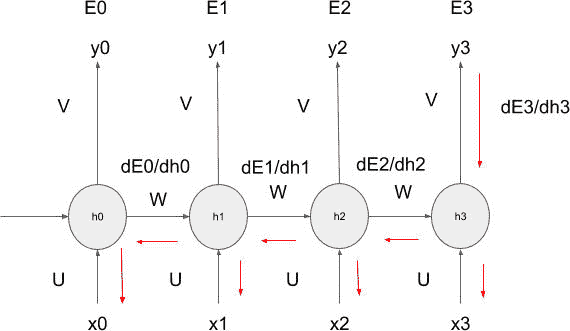 E0 E1 E2 E3
y0 y1 y2 y3
V V V V dE3/dh3
dE0/dh0 dE1/dh1 dE2/dh2
W W W
h0 h1 h2 h3
U U U U
x0 x1 x2 x3